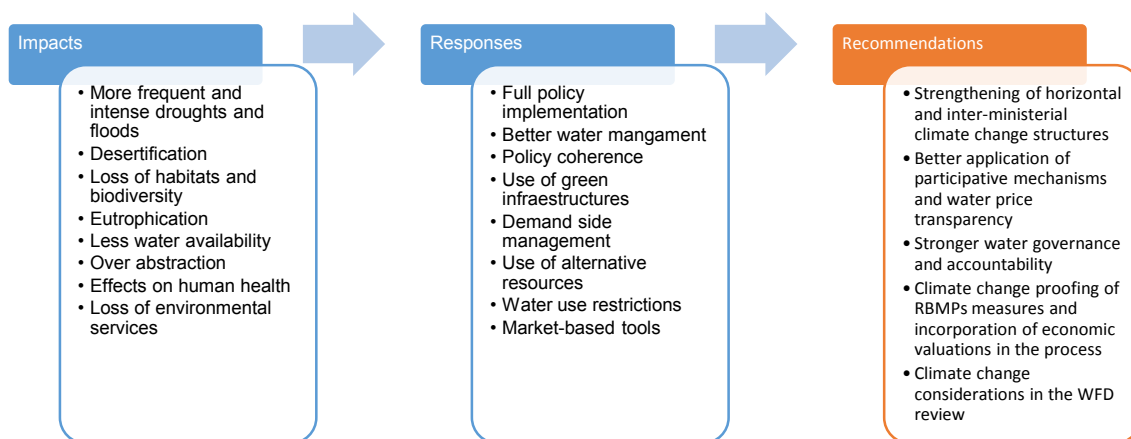 Impacts
• More frequent and
intense droughts and
floods
• Desertification
• Loss of habitats and
biodiversity
• Eutrophication
• Less water availability
• Over abstraction
• Effects on human health
• Loss of environmental
services
Responses
• Full policy
implementation
• Better water mangament
• Policy coherence
• Use of green
infraestructures
• Demand side
management
• Use of alternative
resources
• Water use restrictions
• Market-based tools
Recommendations
• Strengthening of horizontal
and inter-ministerial
climate change structures
• Better application of
participative mechanisms
and water price
transparency
• Stronger water governance
and accountability
• Climate change proofing of
RBMPs measures and
incorporation of economic
valuations in the process
• Climate change
considerations in the WFD
review